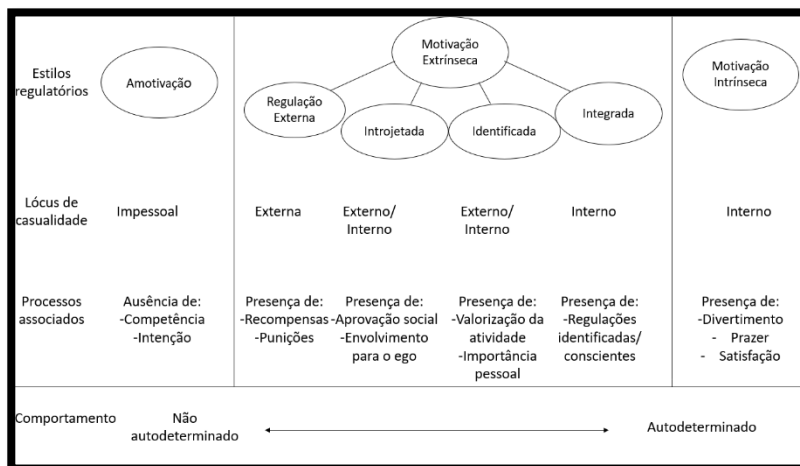 Estilos
regulatórios
Amotivação
Motivação
Extrínseca
Regulação
Externa
Introjetada
Identificada
Integrada
Motivação
Intrínseca
Lócus de
casualidade
Impessoal
Externa
Externo/
Interno
Externo/
Interno
Interno
Interno
Processos
associados
Ausência de:
-Competência
-Intenção
Presença de:
-Recompensas
-Punições
Presença de:
-Aprovação social
-Envolvimento
para o ego
Presença de:
-Valorização da
atividade
-Importância
pessoal
Presença de:
-Regulações
identificadas/
conscientes
Presença de:
-Divertimento
- Prazer
- Satisfação
Comportamento
Não
autodeterminado
Autodeterminado